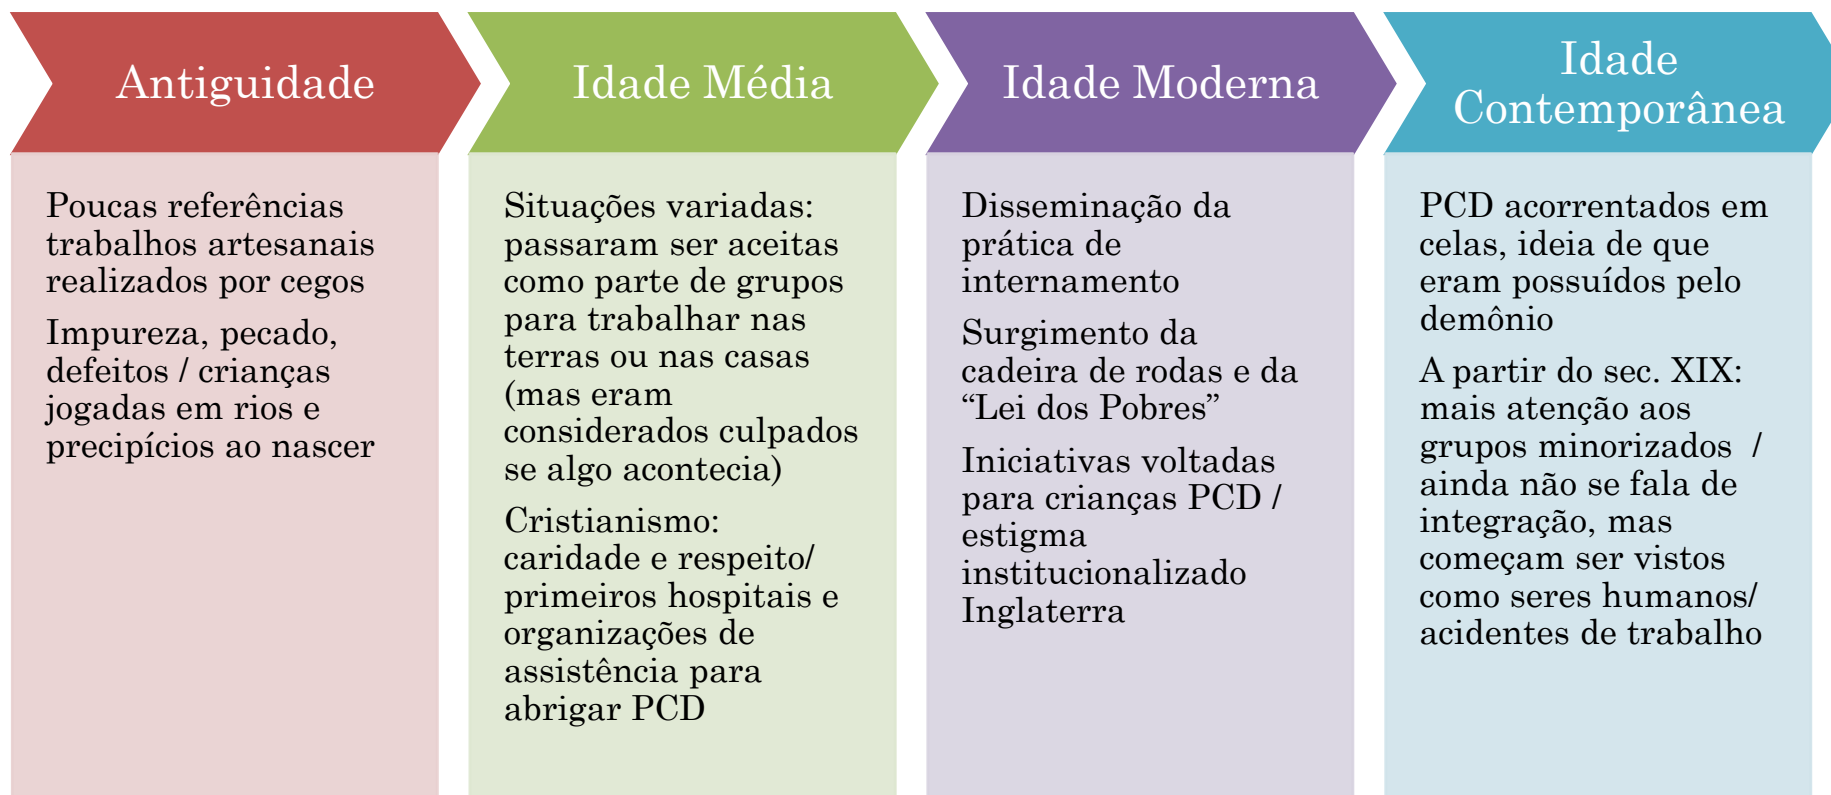 Antiguidade
Poucas referências
trabalhos artesanais
realizados por cegos
Impureza, pecado,
defeitos / crianças
jogadas em rios e
precipícios ao nascer
Idade Média
Situações variadas:
passaram ser aceitas
como parte de grupos
para trabalhar nas
terras ou nas casas
(mas eram
considerados culpados
se algo acontecia)
Cristianismo:
caridade e respeito/
primeiros hospitais e
organizações de
assistência para
abrigar PCD
Idade Moderna
Disseminação da
prática de
internamento
Surgimento da
cadeira de rodas e da
“Lei dos Pobres”
Iniciativas voltadas
para crianças PCD /
estigma
institucionalizado
Inglaterra
Idade
Contemporânea
PCD acorrentados em
celas, ideia de que
eram possuídos pelo
demônio
A partir do sec. XIX:
mais atenção aos
grupos minorizados /
ainda não se fala de
integração, mas
começam ser vistos
como seres humanos/
acidentes de trabalho